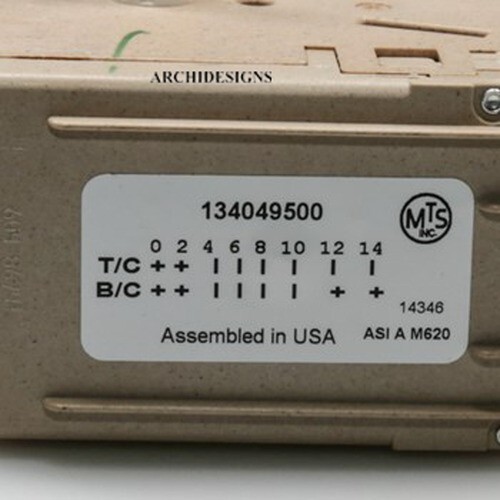 ARCHIDESIGNS
134049500
MTS
INC.
0 2 4 6 8 10 12 14
T/C + + | | | | | |
B/C + + | | | | + +
14346
Assembled in USA ASI A M620